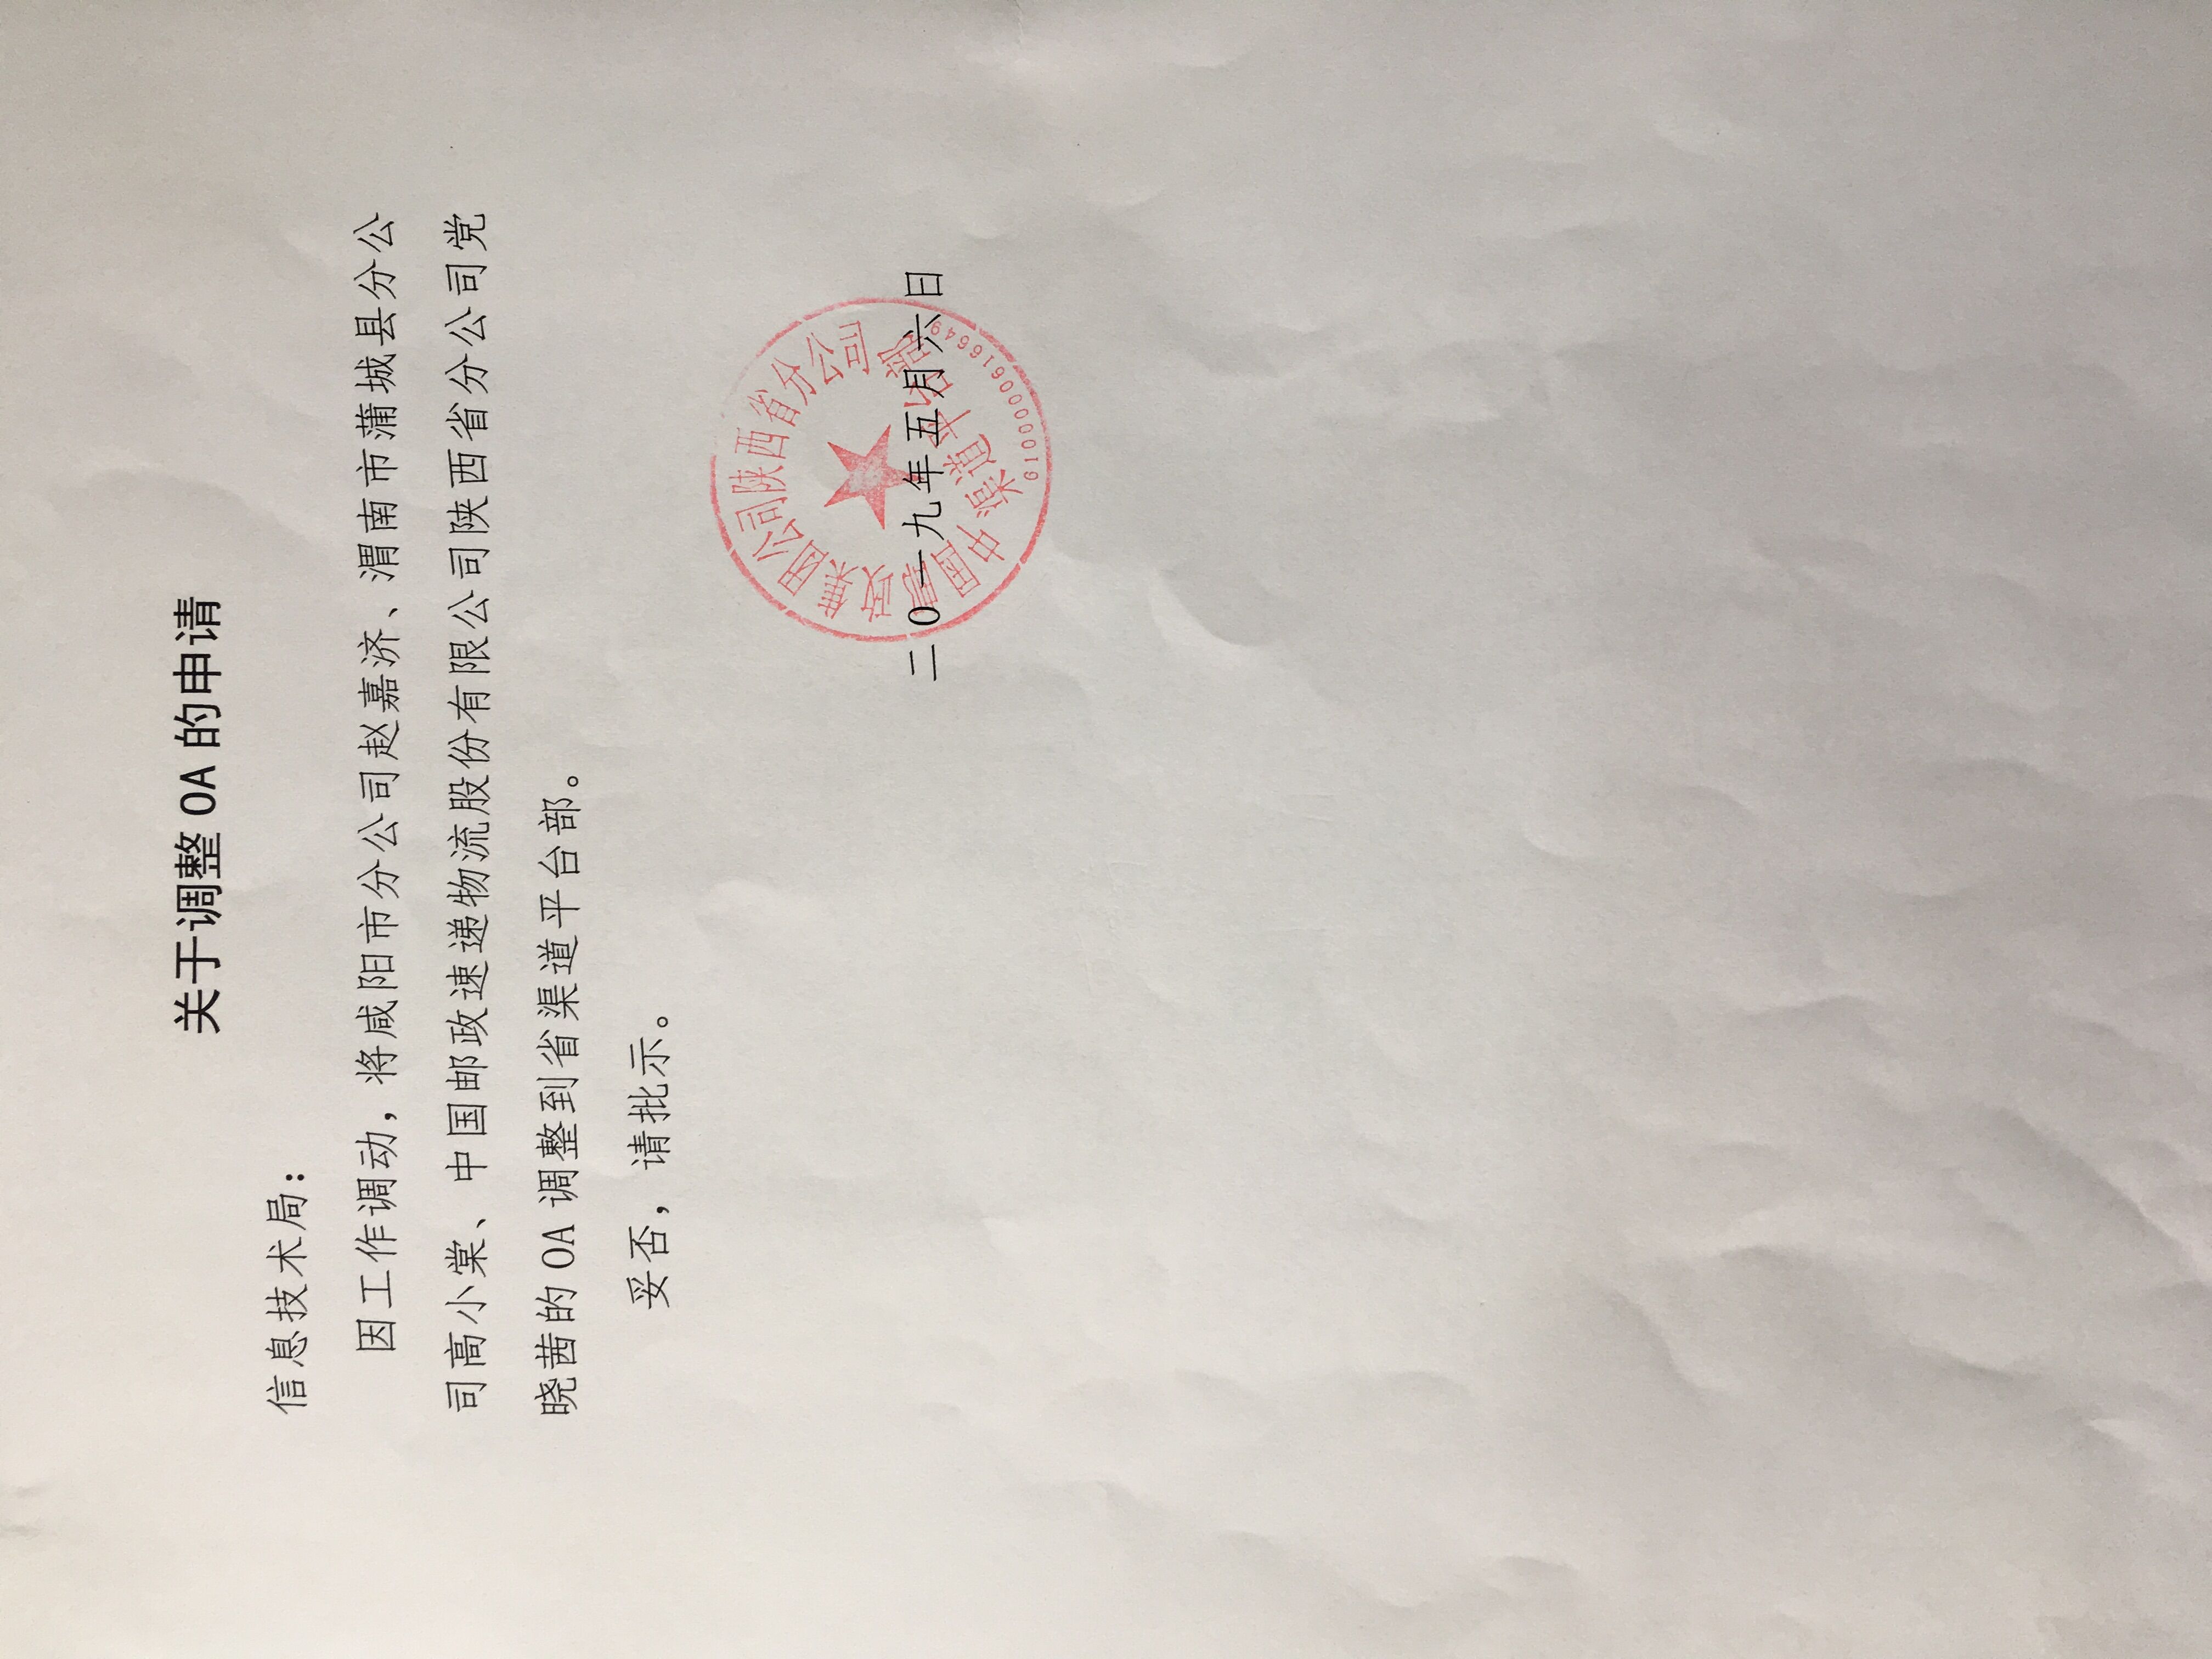 关于调整 OA 的申请
信息技术局：
因工作调动，将咸阳市分公司赵嘉济、渭南市蒲城县分公
司高小棠、中国邮政速递物流股份有限公司陕西省分公司党
晓茜的 OA 调整到省渠道平台部。
妥否，请批示。
中国邮政集团公司陕西省分公司
二0一九年五月六日
渠道平台部
6100000616649